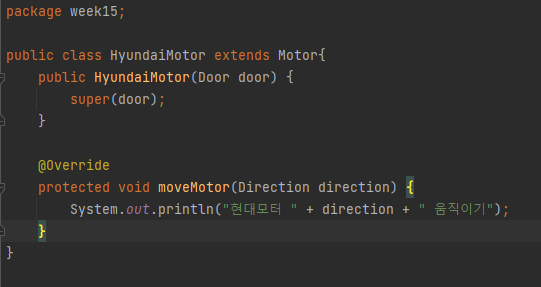 package week15;
public class HyundaiMotor extends Motor{
public HyundaiMotor(Door door) {
super(door);
}
@Override
protected void moveMotor(Direction direction) {
System.out.println("현대모터 " + direction + " 움직이기");
}
}